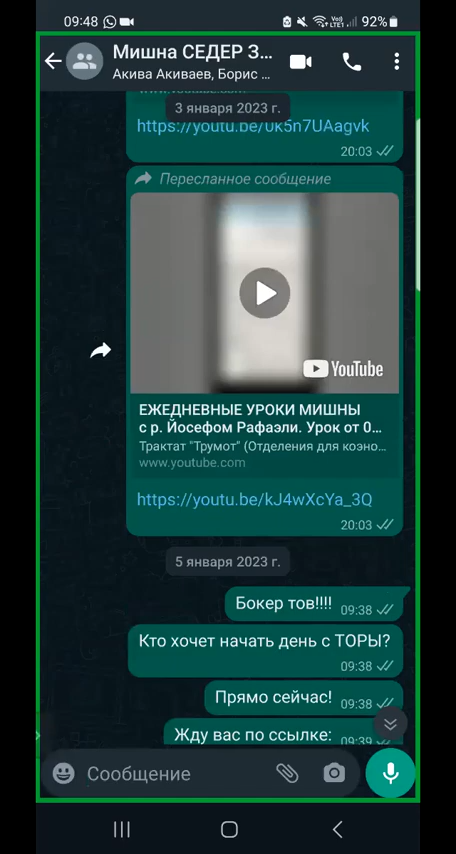 09:48
Voı)
LTE1
92%
Мишна СЕДЕР З...
Акива Акиваев, Борис ...
3 января 2023 г.
https://youtu.be/0k5n7UAagvk
20:03
Пересланное сообщение
YouTube
ЕЖЕДНЕВНЫЕ УРОКИ МИШНЫ
с р. Йосефом Рафаэли. Урок от 0...
Трактат "Трумот" (Отделения для коэно...
www.youtube.com
https://youtu.be/kJ4wXcYa_3Q
20:03
5 января 2023 г.
Бокер тов!!!!
09:38
Кто хочет начать день с ТОРЫ?
09:38
Прямо сейчас!
09:38
Жду вас по ссылке:
09:39
Сообщение